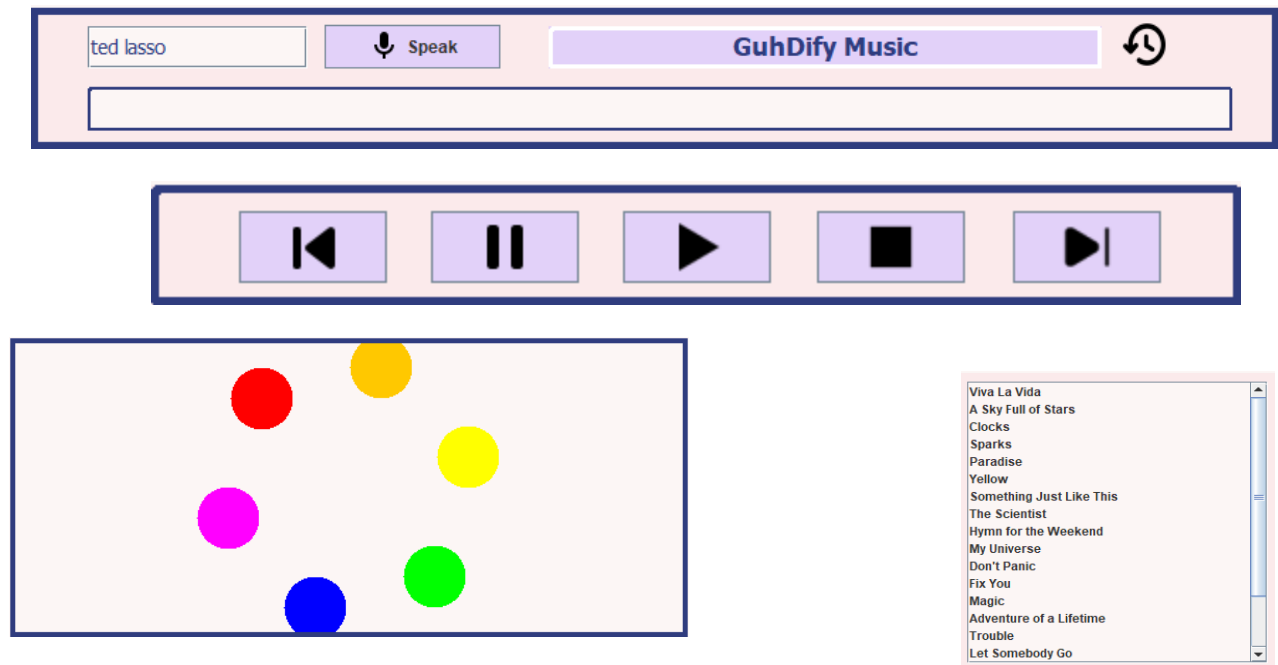 ted lasso
Speak
GuhDify Music
Viva La Vida
A Sky Full of Stars
Clocks
Sparks
Paradise
Yellow
Something Just Like This
The Scientist
Hymn for the Weekend
My Universe
Don't Panic
Fix You
Magic
Adventure of a Lifetime
Trouble
Let Somebody Go